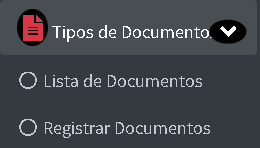 Tipos de Documento
Lista de Documentos
Registrar Documentos